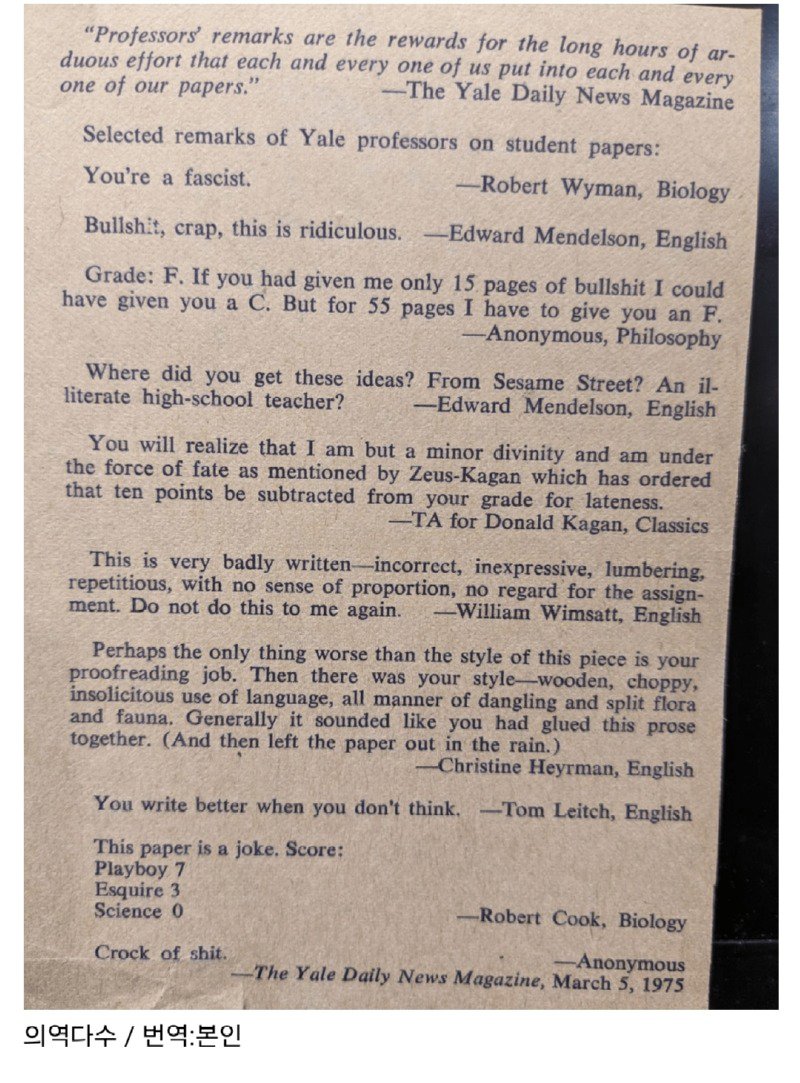 “Professors’ remarks are the rewards for the long hours of ar-
duous effort that each and every one of us put into each and every
one of our papers.” —The Yale Daily News Magazine
Selected remarks of Yale professors on student papers:
You're a fascist. —Robert Wyman, Biology
Bullshit, crap, this is ridiculous. —Edward Mendelson, English
Grade: F. If you had given me only 15 pages of bullshit I could
have given you a C. But for 55 pages I have to give you an F.
—Anonymous, Philosophy
Where did you get these ideas? From Sesame Street? An il-
literate high-school teacher? —Edward Mendelson, English
You will realize that I am but a minor divinity and am under
the force of fate as mentioned by Zeus-Kagan which has ordered
that ten points be subtracted from your grade for lateness.
—TA for Donald Kagan, Classics
This is very badly written—incorrect, inexpressive, lumbering,
repetitious, with no sense of proportion, no regard for the assign-
ment. Do not do this to me again. —William Wimsatt, English
Perhaps the only thing worse than the style of this piece is your
proofreading job. Then there was your style—wooden, choppy,
insolicitous use of language, all manner of dangling and split flora
and fauna. Generally it sounded like you had glued this prose
together. (And then left the paper out in the rain.)
—Christine Heyrman, English
You write better when you don't think. —Tom Leitch, English
This paper is a joke. Score:
Playboy 7
Esquire 3
Science 0 —Robert Cook, Biology
Crock of shit. —Anonymous
—The Yale Daily News Magazine, March 5, 1975
의역다수 / 번역:본인